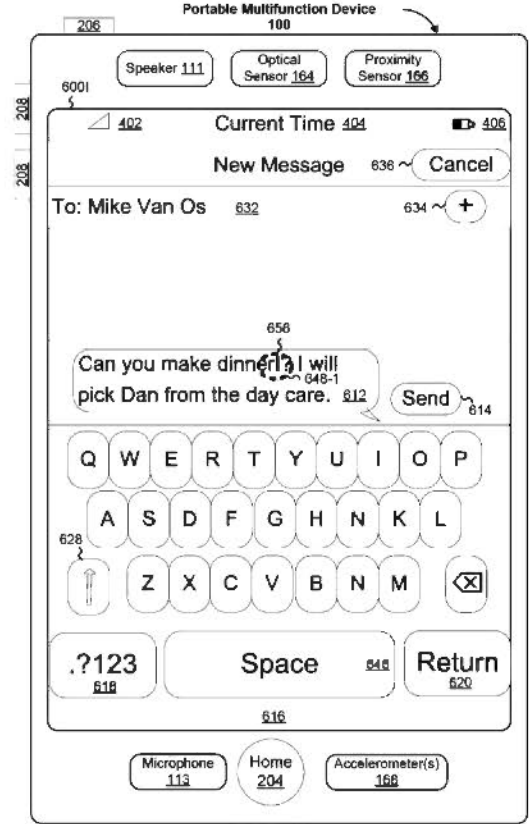 Portable Multifunction Device
100
206
Speaker 111
Optical
Sensor 164
Proximity
Sensor 166
600I
208
208
402 Current Time 404 406
New Message 636 Cancel
To: Mike Van Os 632 634 +
656
Can you make dinner? I will
648-1
pick Dan from the day care. 612 Send
614
Q W E R T Y U I O P
A S D F G H N K L
628
Z X C V B N M
.?123 Space 646 Return
618 620
616
Microphone
113
Home
204
Accelerometer(s)
168